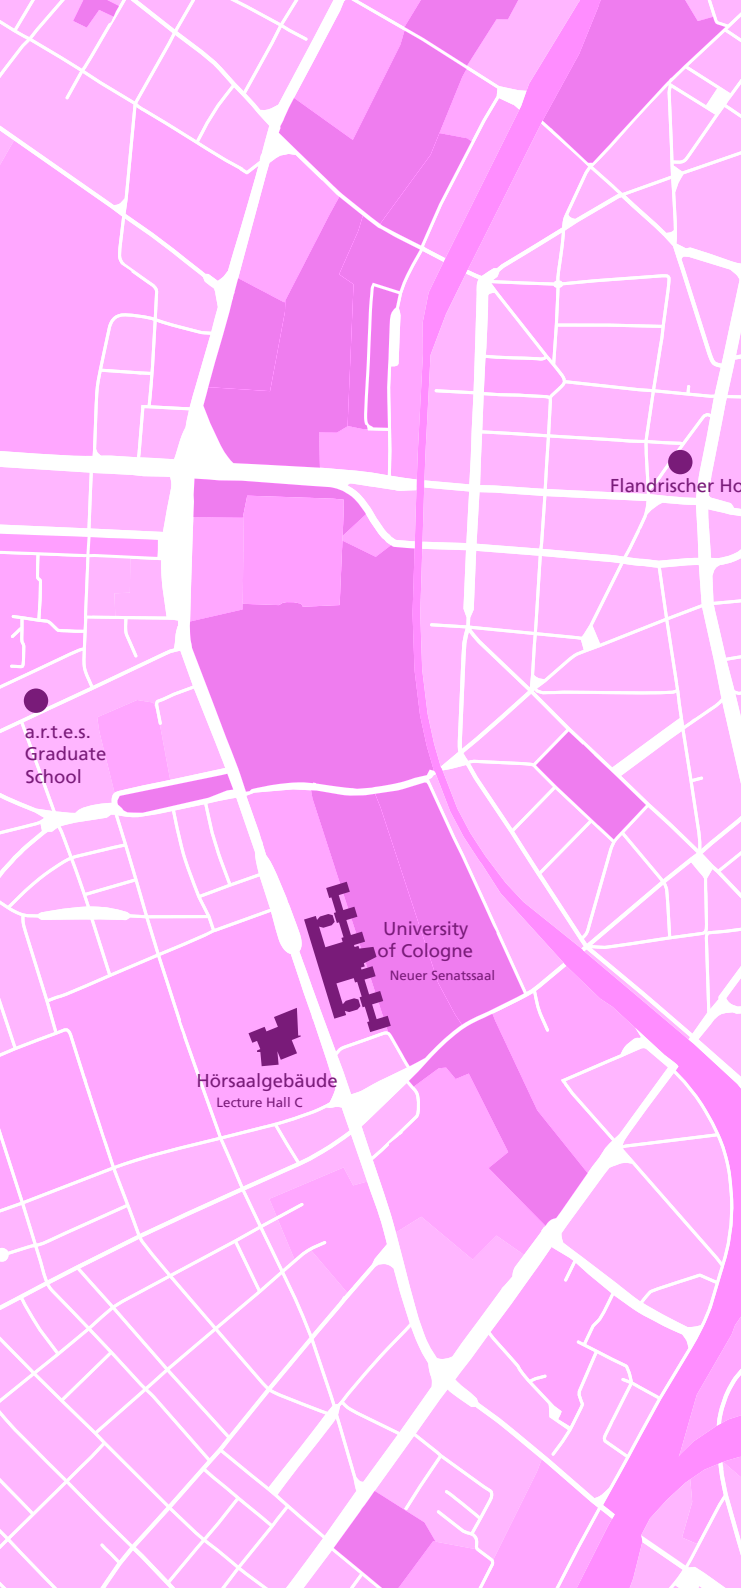 Flandrischer Ho
a.r.t.e.s.
Graduate
School
University
of Cologne
Neuer Senatssaal
Hörsaalgebäude
Lecture Hall C